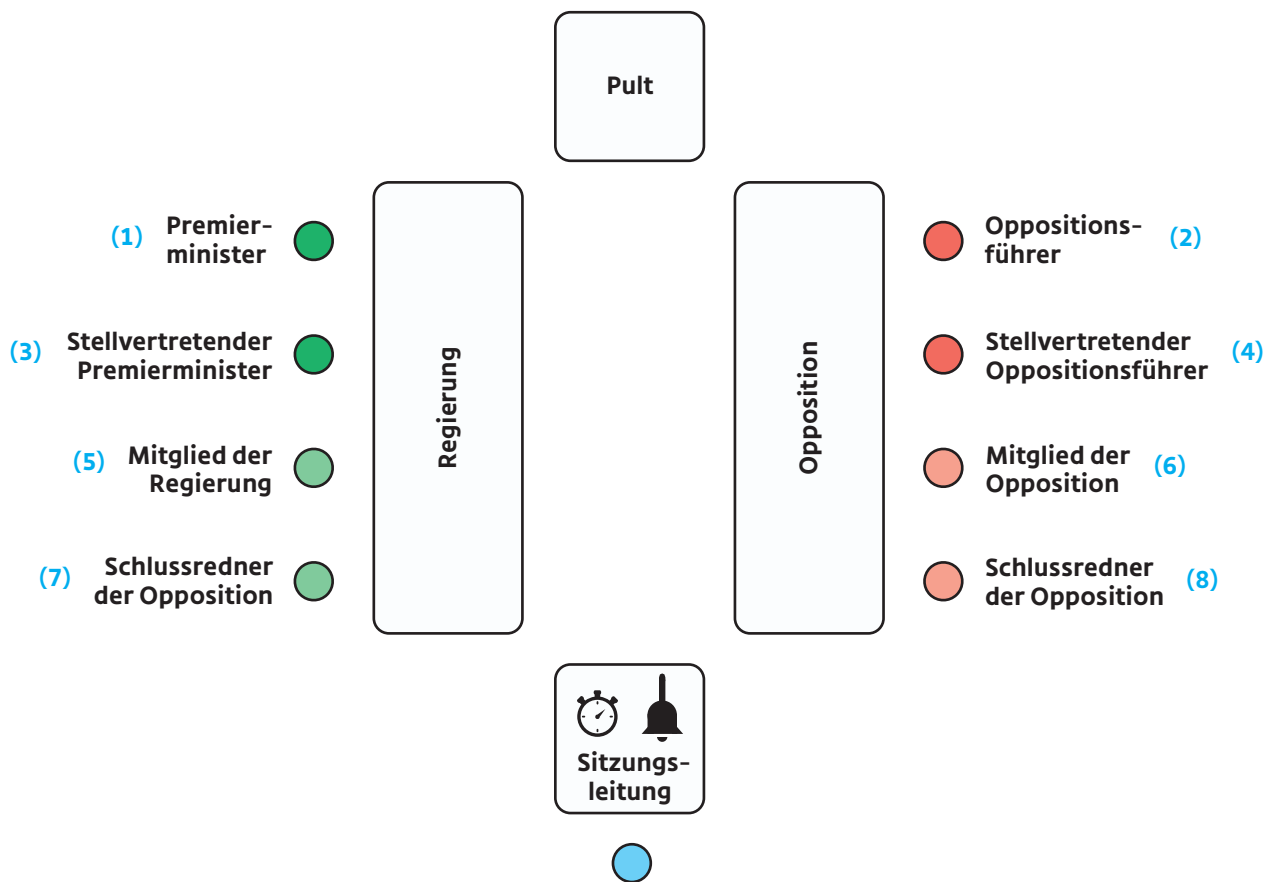 Pult
(1)
Premier-
minister
Oppositions-
führer
(2)
(3)
Stellvertretender
Premierminister
Stellvertretender
Oppositionsführer
(4)
Regierung
Opposition
(5)
Mitglied der
Regierung
Mitglied der
Opposition
(6)
(7)
Schlussredner
der Opposition
Schlussredner
der Opposition
(8)
Sitzungs-
leitung